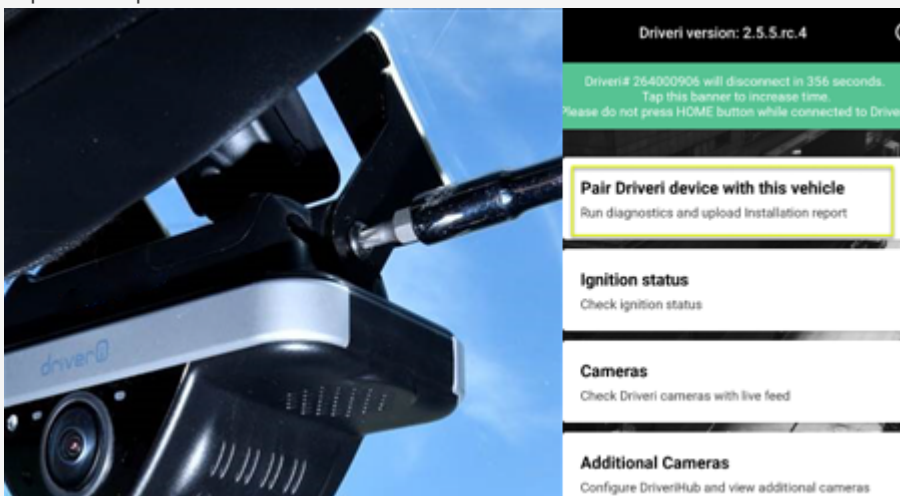 driveri
Driveri version: 2.5.5.rc.4
Driveri# 264000906 will disconnect in 356 seconds.
Tap this banner to increase time.
Please do not press HOME button while connected to Drive
Pair Driveri device with this vehicle
Run diagnostics and upload Installation report
Ignition status
Check ignition status
Cameras
Check Driveri cameras with live feed
Additional Cameras
Configure DriveriHub and view additional cameras